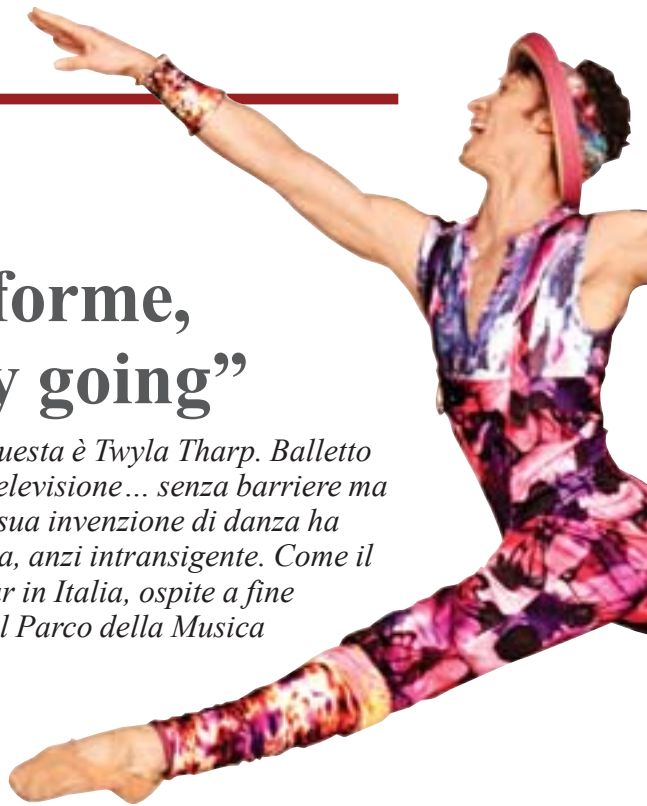 forme,
y going”
uesta è Twyla Tharp. Balletto
elevisione… senza barriere ma
sua invenzione di danza ha
a, anzi intransigente. Come il
ur in Italia, ospite a fine
l Parco della Musica